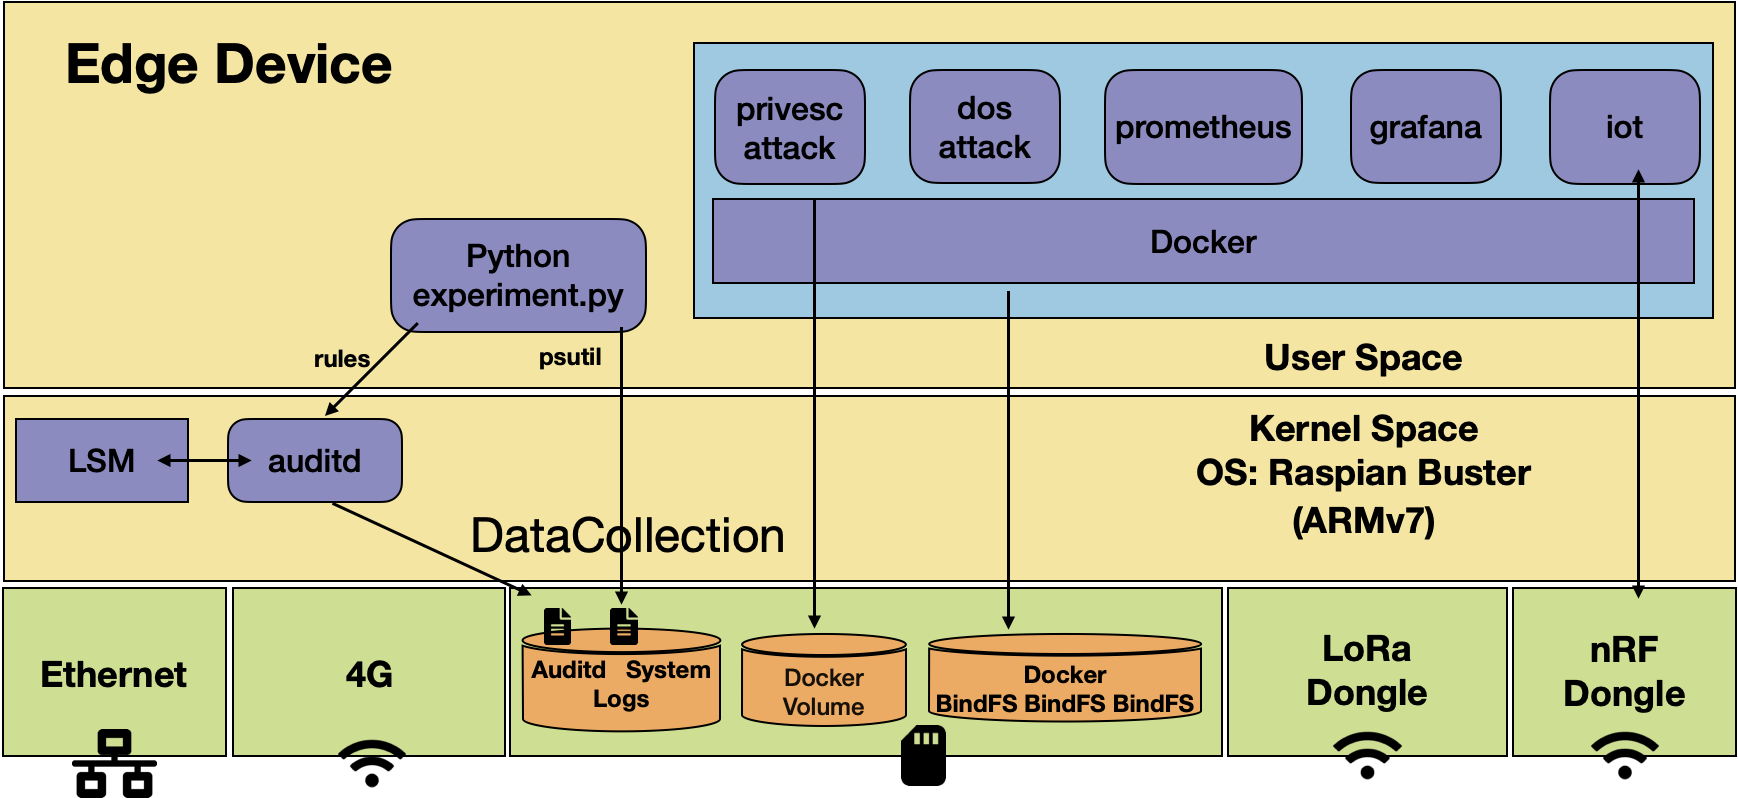 Edge Device
privesc
attack
dos
attack
prometheus
grafana
iot
Docker
Python
experiment.py
rules
psutil
User Space
LSM
auditd
Kernel Space
OS: Raspian Buster
(ARMv7)
DataCollection
Ethernet
4G
Auditd System
Logs
Docker
Volume
Docker
BindFS BindFS BindFS
LoRa
Dongle
nRF
Dongle